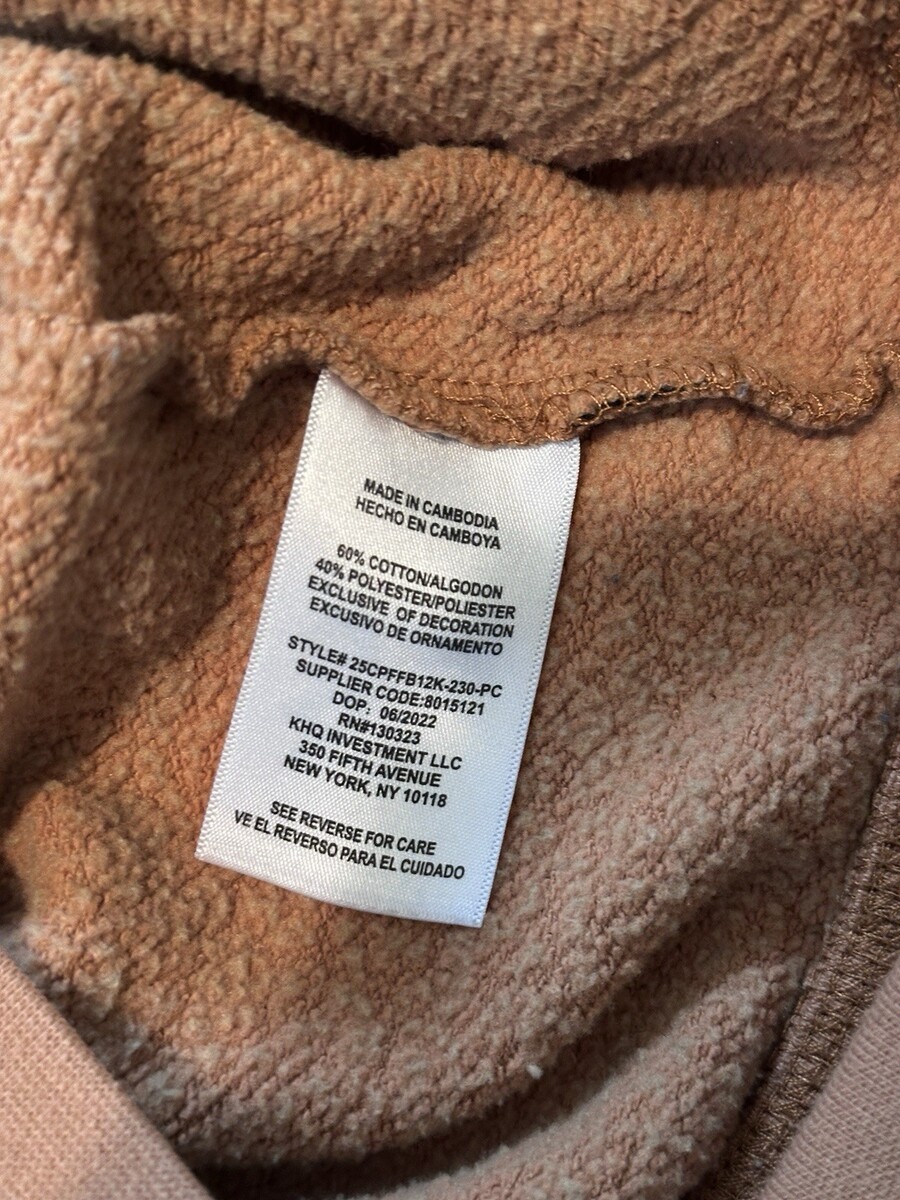 MADE IN CAMBODIA
HECHO EN CAMBOYA
60% COTTON/ALGODON
40% POLYESTER/POLIESTER
EXCLUSIVE OF DECORATION
EXCUSIVO DE ORNAMENTO
STYLE# 25CPFFB12K-230-PC
SUPPLIER CODE:8015121
DOP: 06/2022
RN#130323
KHQ INVESTMENT LLC
350 FIFTH AVENUE
NEW YORK, NY 10118
SEE REVERSE FOR CARE
VE EL REVERSO PARA EL CUIDADO